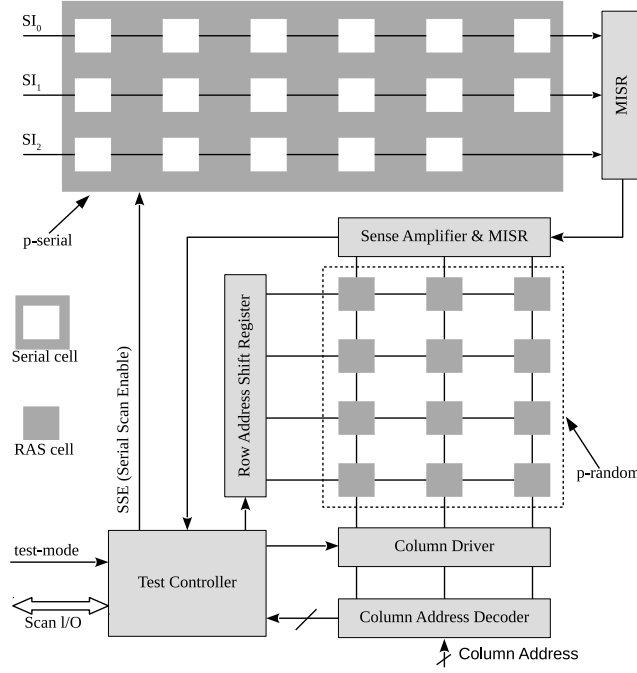 SI0
SI1
SI2
MISR
p-serial
Sense Amplifier & MISR
Serial cell
RAS cell
SSE (Serial Scan Enable)
Row Address Shift Register
p-random
test-mode
Scan I/O
Test Controller
Column Driver
Column Address Decoder
Column Address